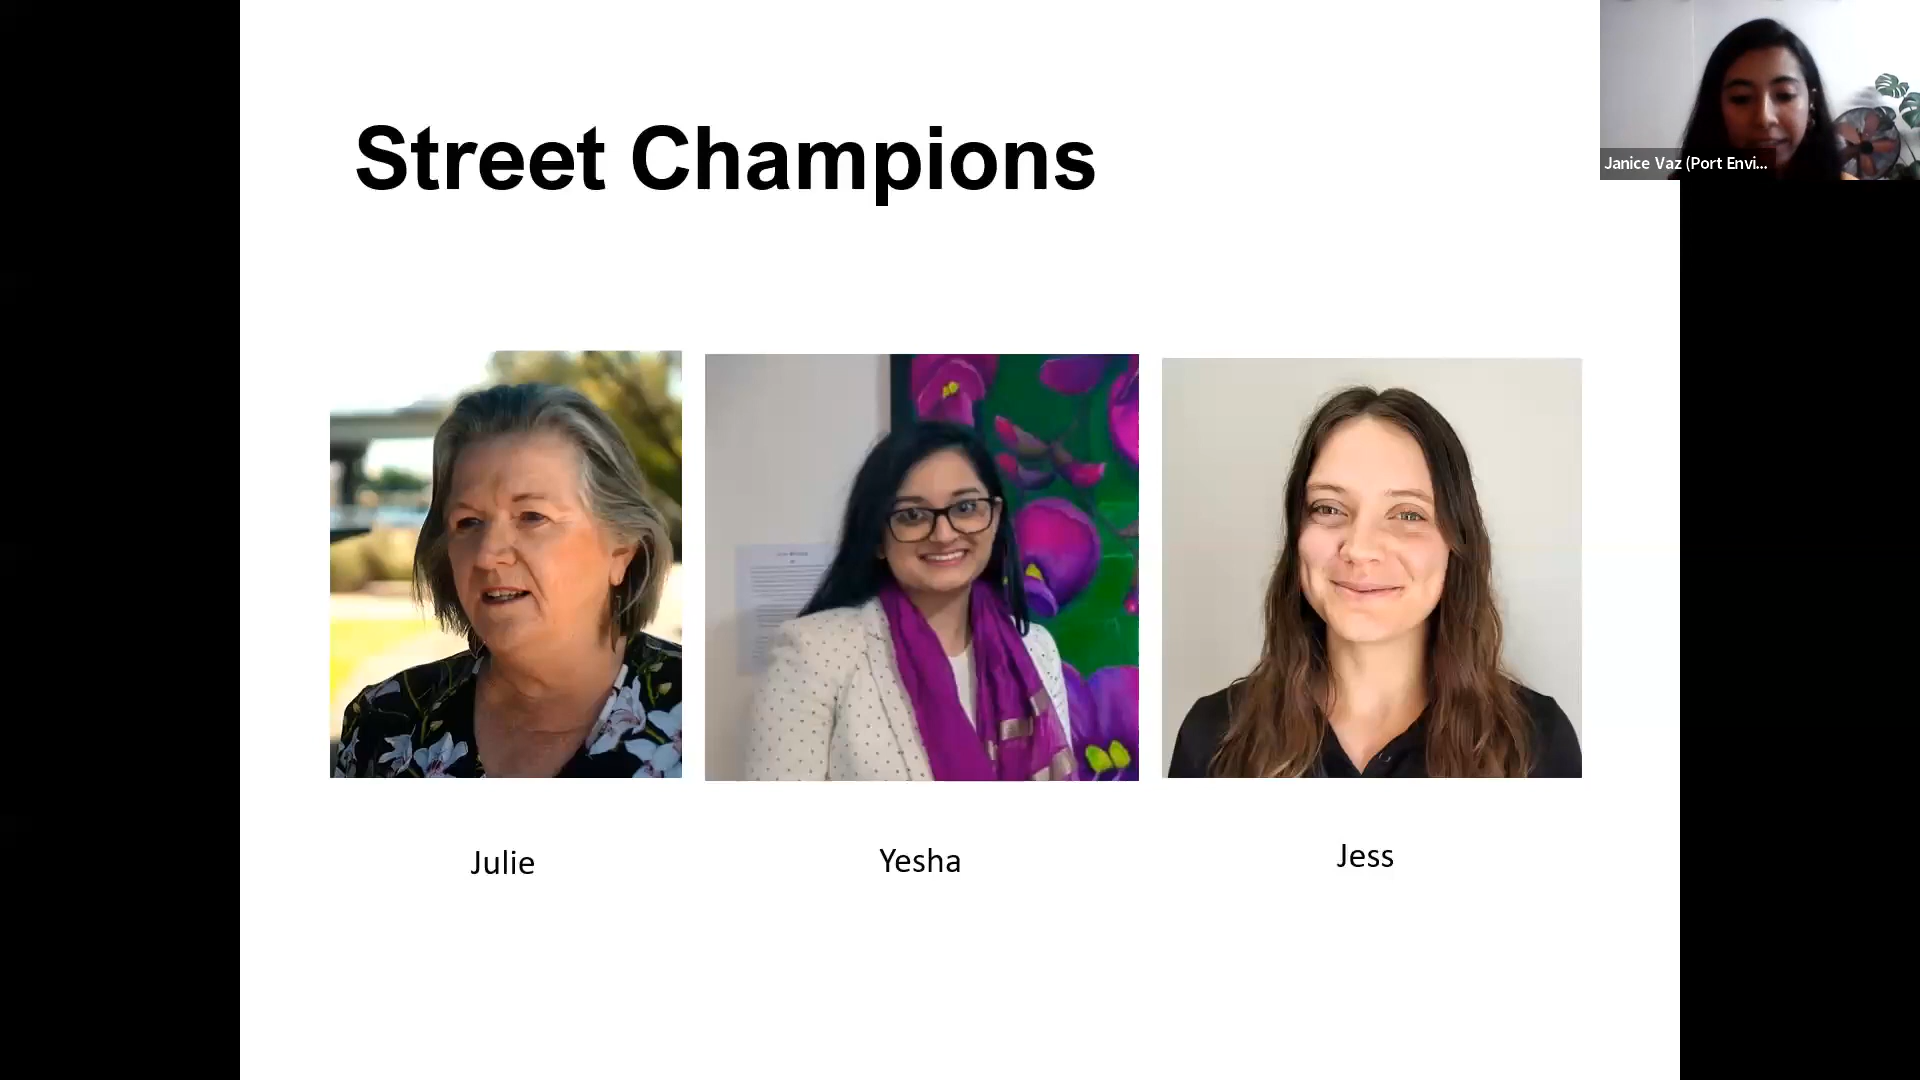 Street Champions
Janice Vaz (Port Envi...
Julie
Yesha
Jess